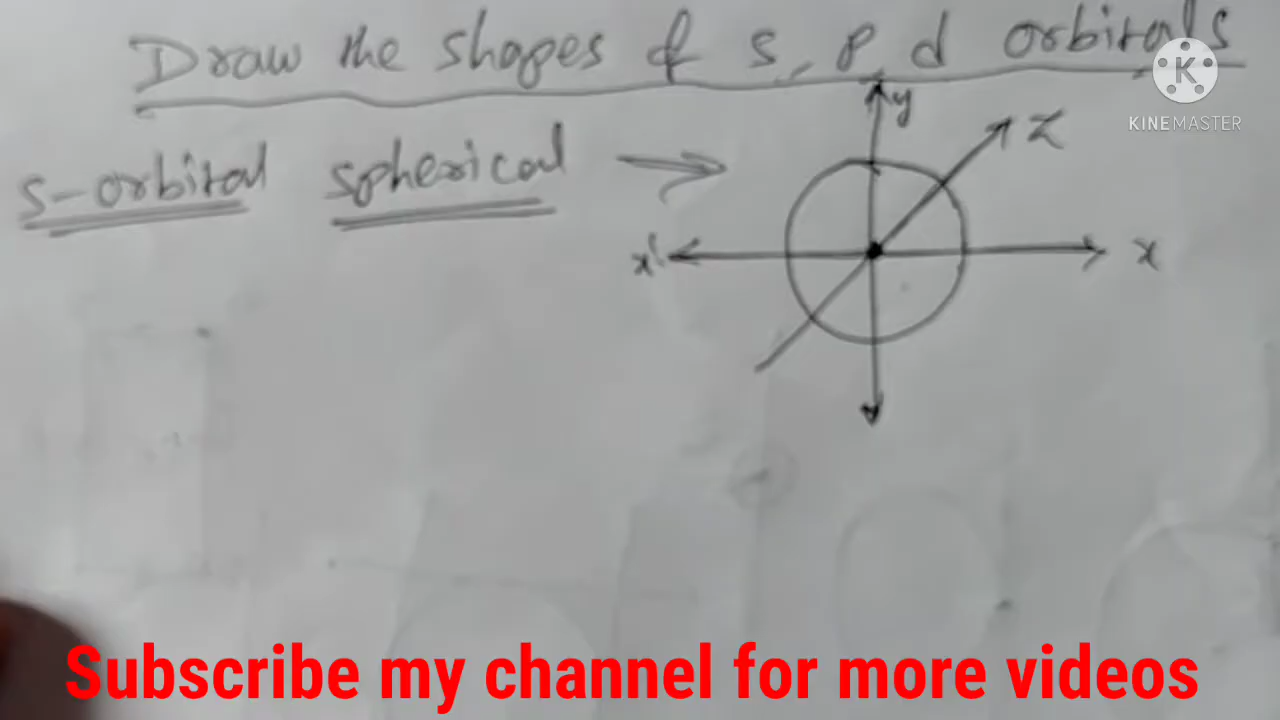 Draw the shapes of s, p, d orbitals
KINEMASTER
s-orbital spherical →
y
z
x'
x
Subscribe my channel for more videos